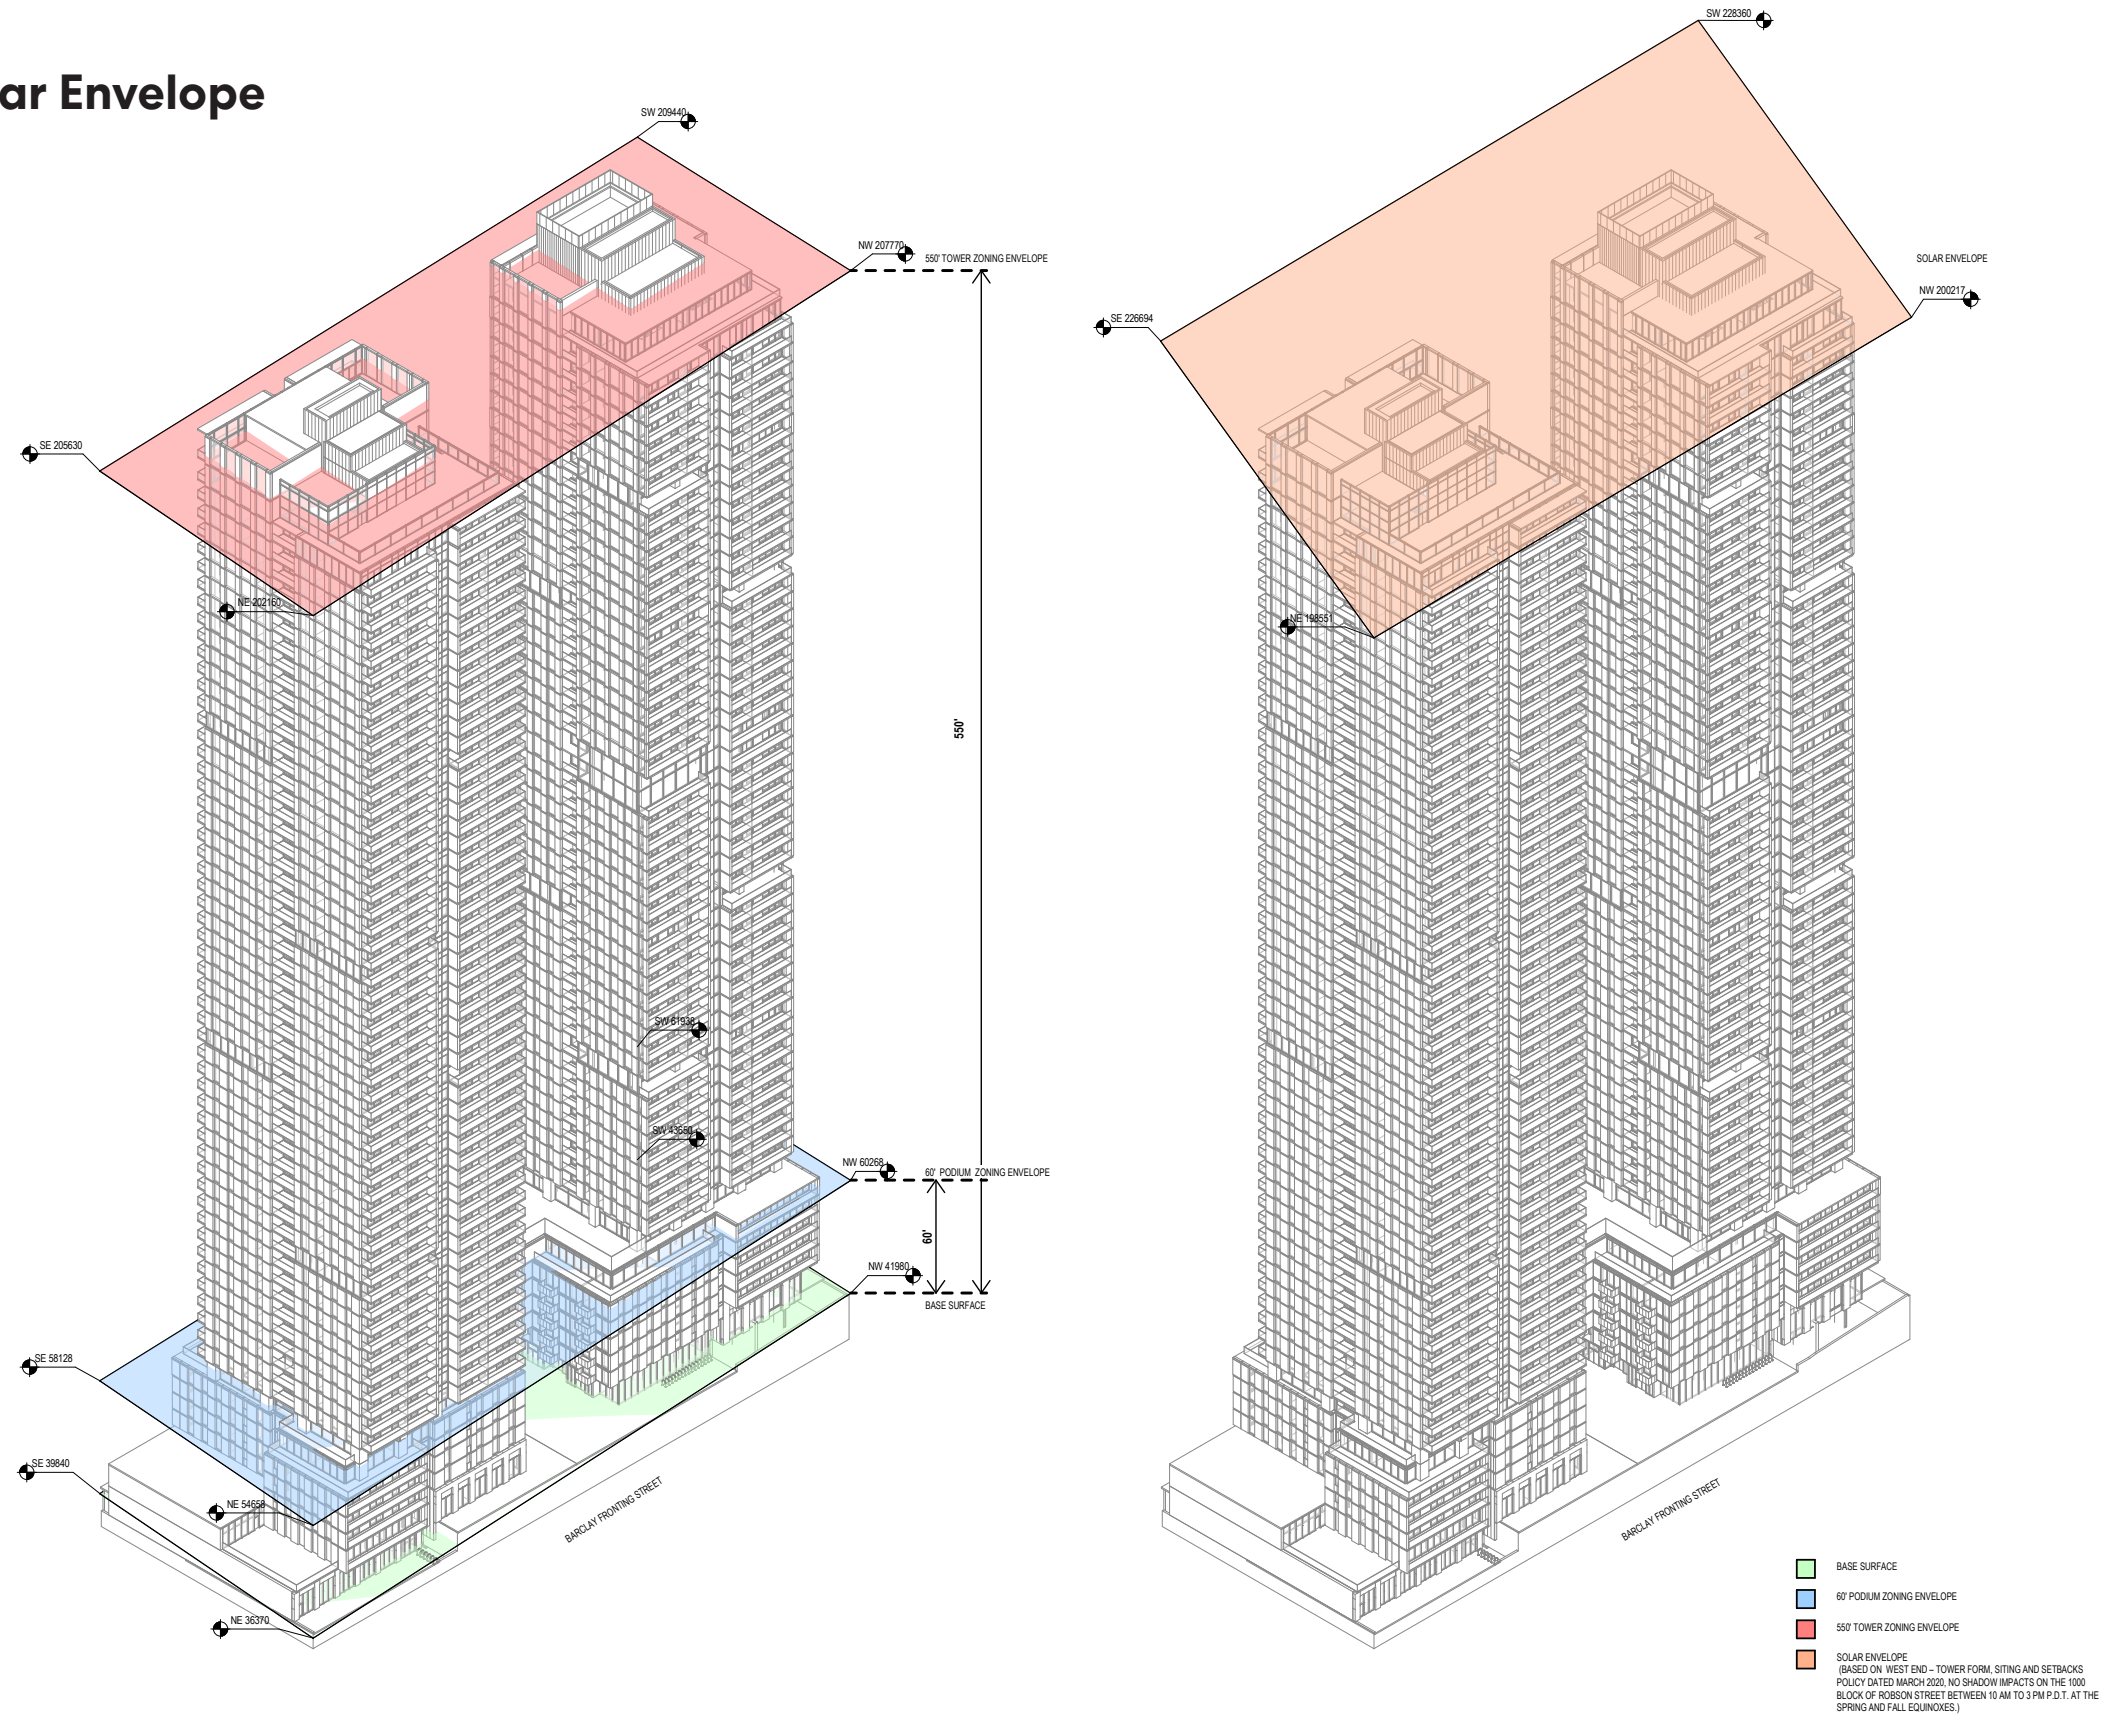 ar Envelope
SW 209440
NW 207770
550' TOWER ZONING ENVELOPE
SE 205630
NE 202160
550'
SW 61938
SW 43650
NW 60268
60' PODIUM ZONING ENVELOPE
60'
NW 41980
BASE SURFACE
SE 58128
SE 39840
NE 54658
NE 36370
BARCLAY FRONTING STREET
SW 228360
SOLAR ENVELOPE
NW 200217
SE 226694
NE 198551
BARCLAY FRONTING STREET
BASE SURFACE
60' PODIUM ZONING ENVELOPE
550' TOWER ZONING ENVELOPE
SOLAR ENVELOPE
(BASED ON WEST END – TOWER FORM, SITING AND SETBACKS
POLICY DATED MARCH 2020, NO SHADOW IMPACTS ON THE 1000
BLOCK OF ROBSON STREET BETWEEN 10 AM TO 3 PM P.D.T. AT THE
SPRING AND FALL EQUINOXES.)